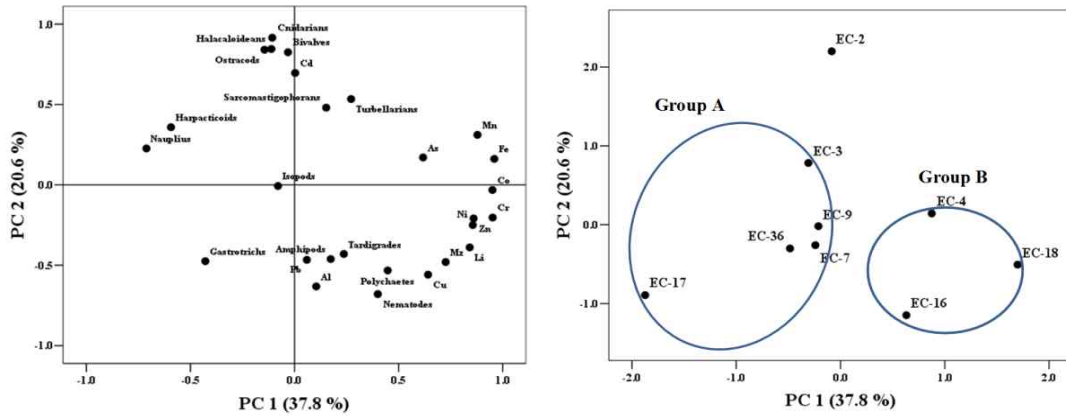 Cnidarians
Halacaloideans
Bivalves
Ostracods
Cd
Sarcomastigophorans
Turbellarians
Harpacticoids
Nauplius
Mn
As
Fe
Isopods
Co
Ni
Cr
Zn
Gastrotrichs
Amphipods
Tardigrades
Mz
Li
Pb
Al
Polychaetes
Cu
Nematodes
1.0
0.5
0.0
-0.5
-1.0
PC 2 (20.6 %)
-1.0
-0.5
0.0
0.5
1.0
PC 1 (37.8 %)
EC-2
Group A
EC-3
Group B
EC-4
EC-9
EC-36
EC-7
EC-18
EC-17
EC-16
2.0
1.0
0.0
-1.0
PC 2 (20.6 %)
-2.0
-1.0
0.0
1.0
2.0
PC 1 (37.8 %)